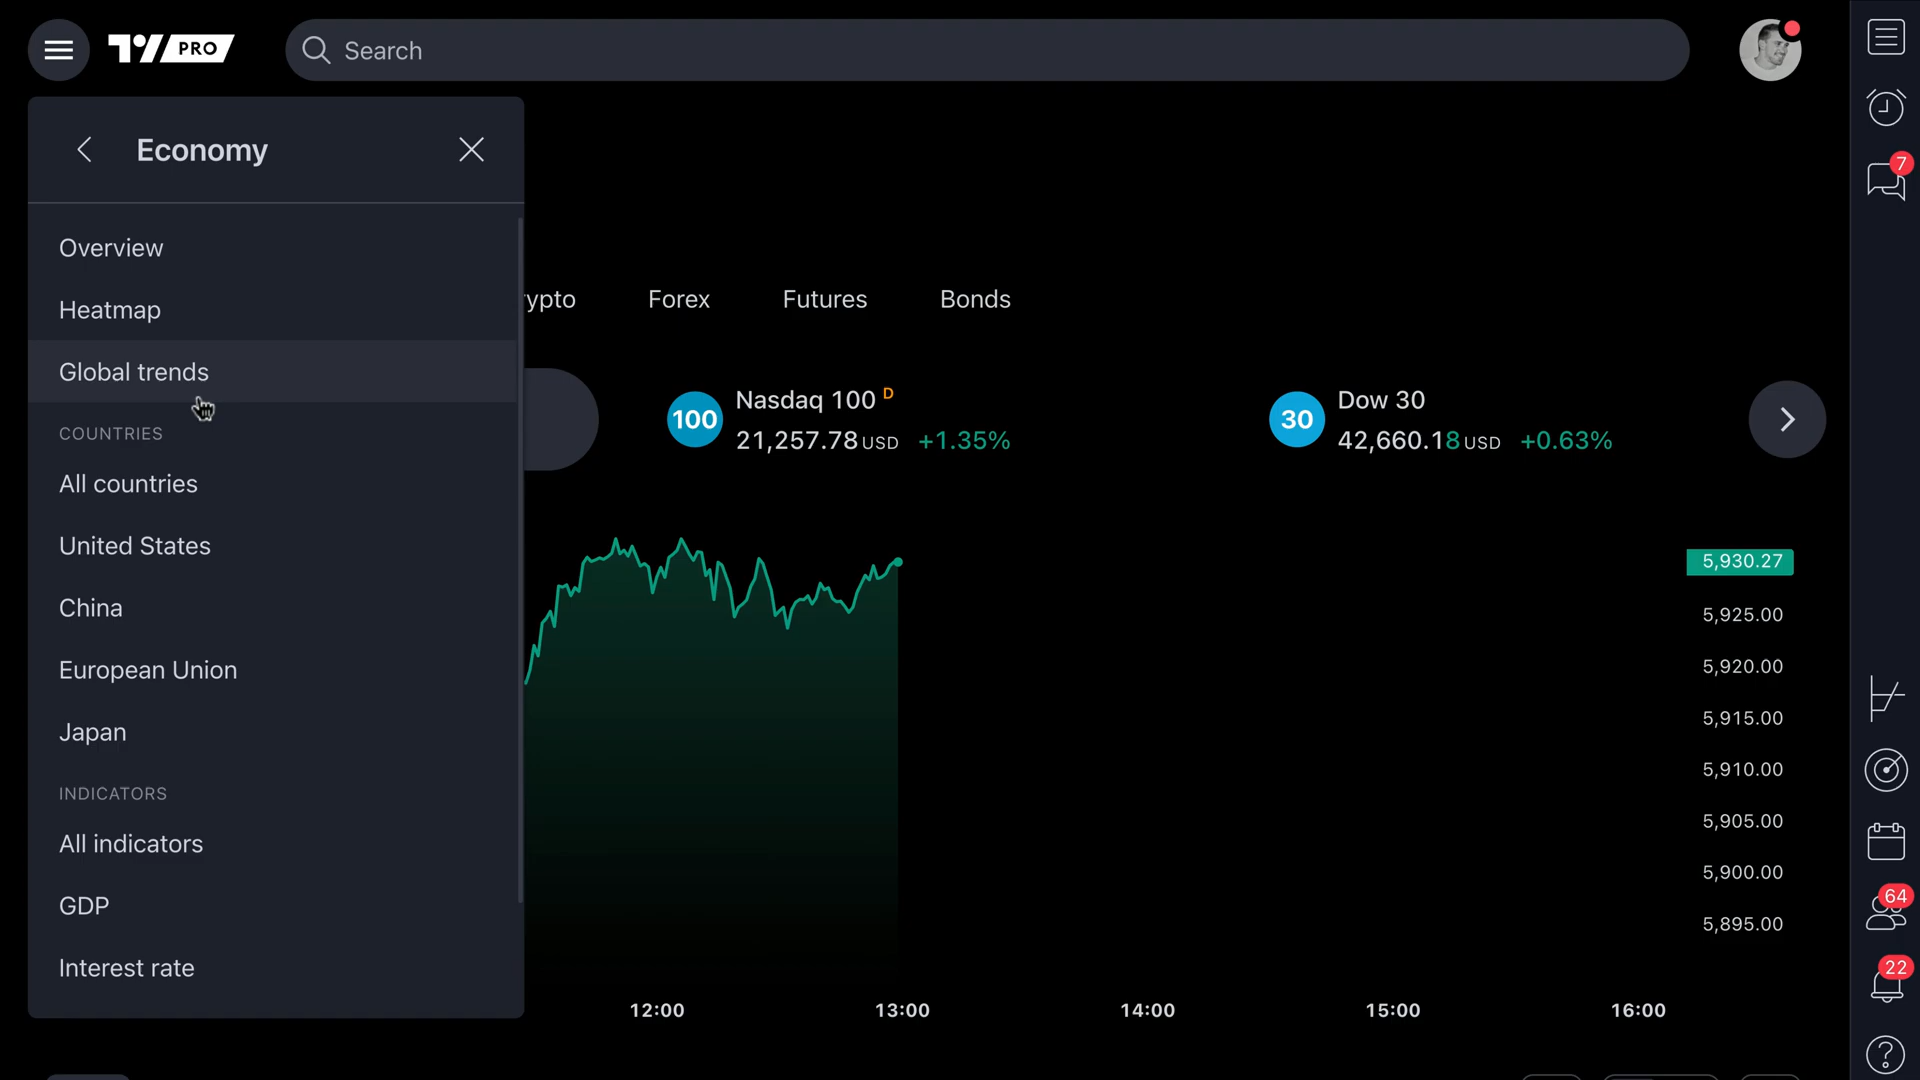 TV PRO
Search
7
Economy
Overview
Heatmap
Global trends
COUNTRIES
All countries
United States
China
European Union
Japan
INDICATORS
All indicators
GDP
Interest rate
ypto
Forex
Futures
Bonds
100
Nasdaq 100 D
21,257.78 USD +1.35%
30
Dow 30
42,660.18 USD +0.63%
5,930.27
5,925.00
5,920.00
5,915.00
5,910.00
5,905.00
5,900.00
5,895.00
12:00
13:00
14:00
15:00
16:00
64
22
?